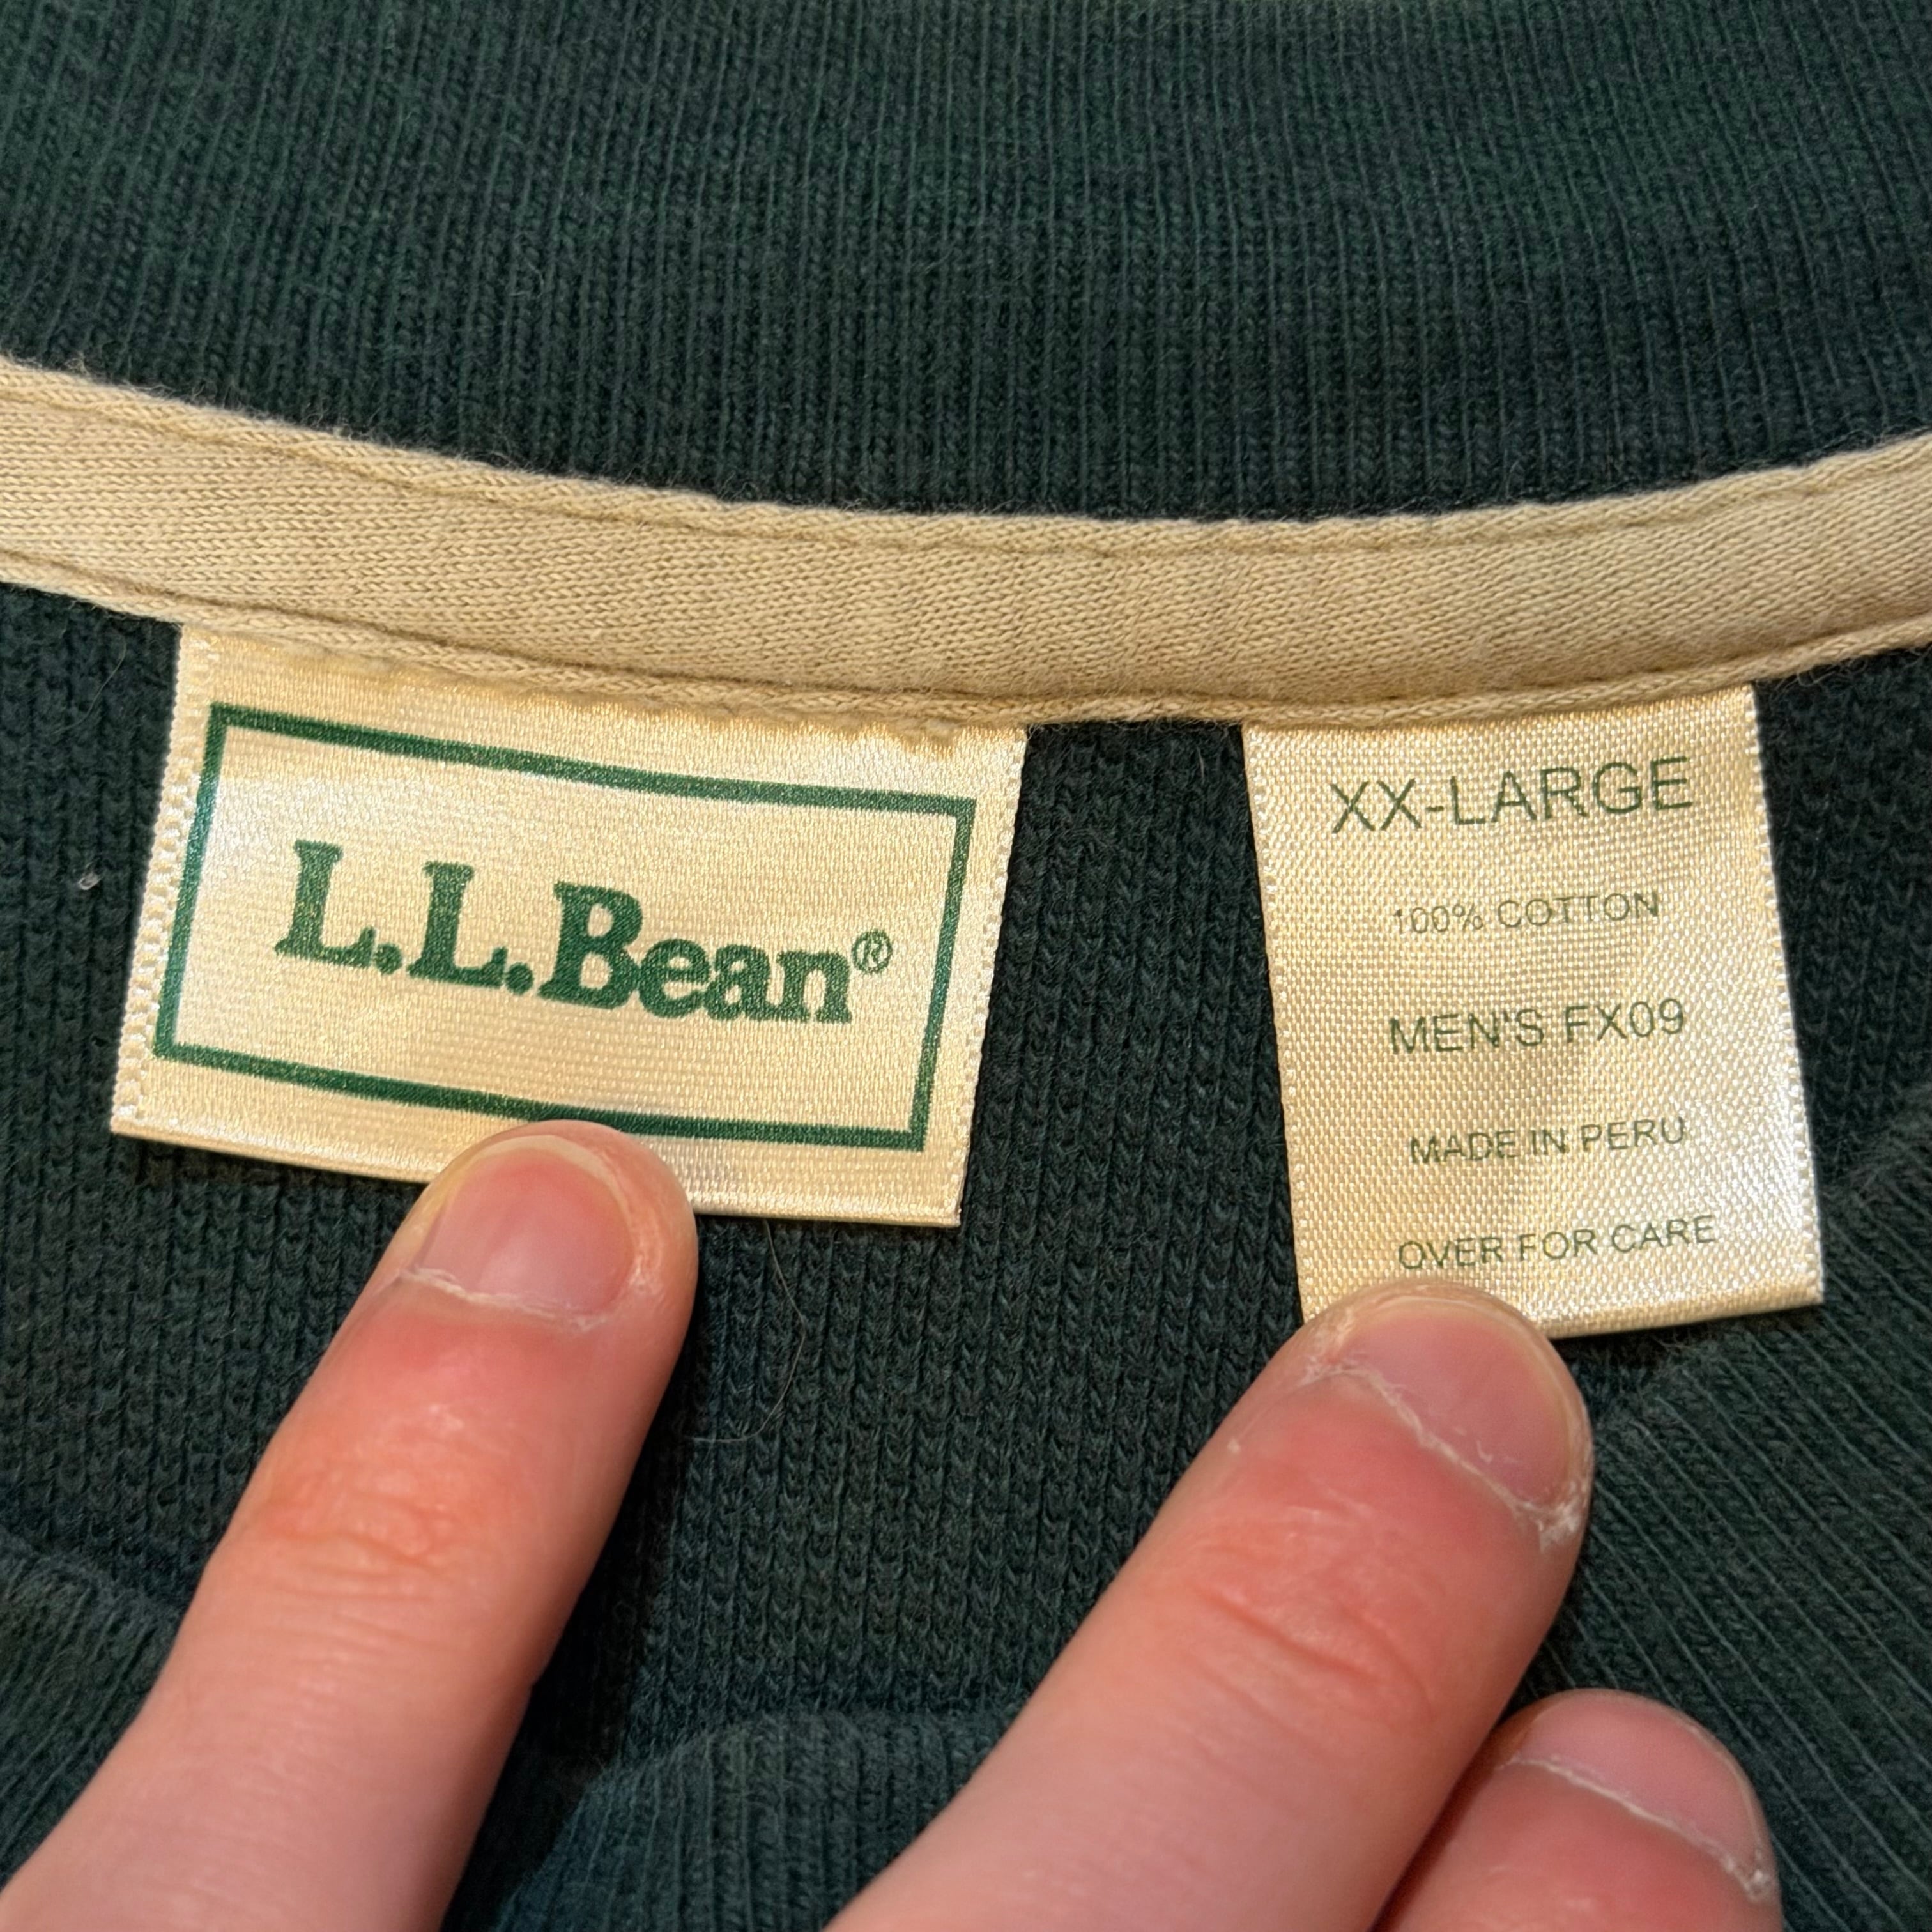 L.L.Bean®
XX-LARGE
100% COTTON
MEN'S FX09
MADE IN PERU
OVER FOR CARE